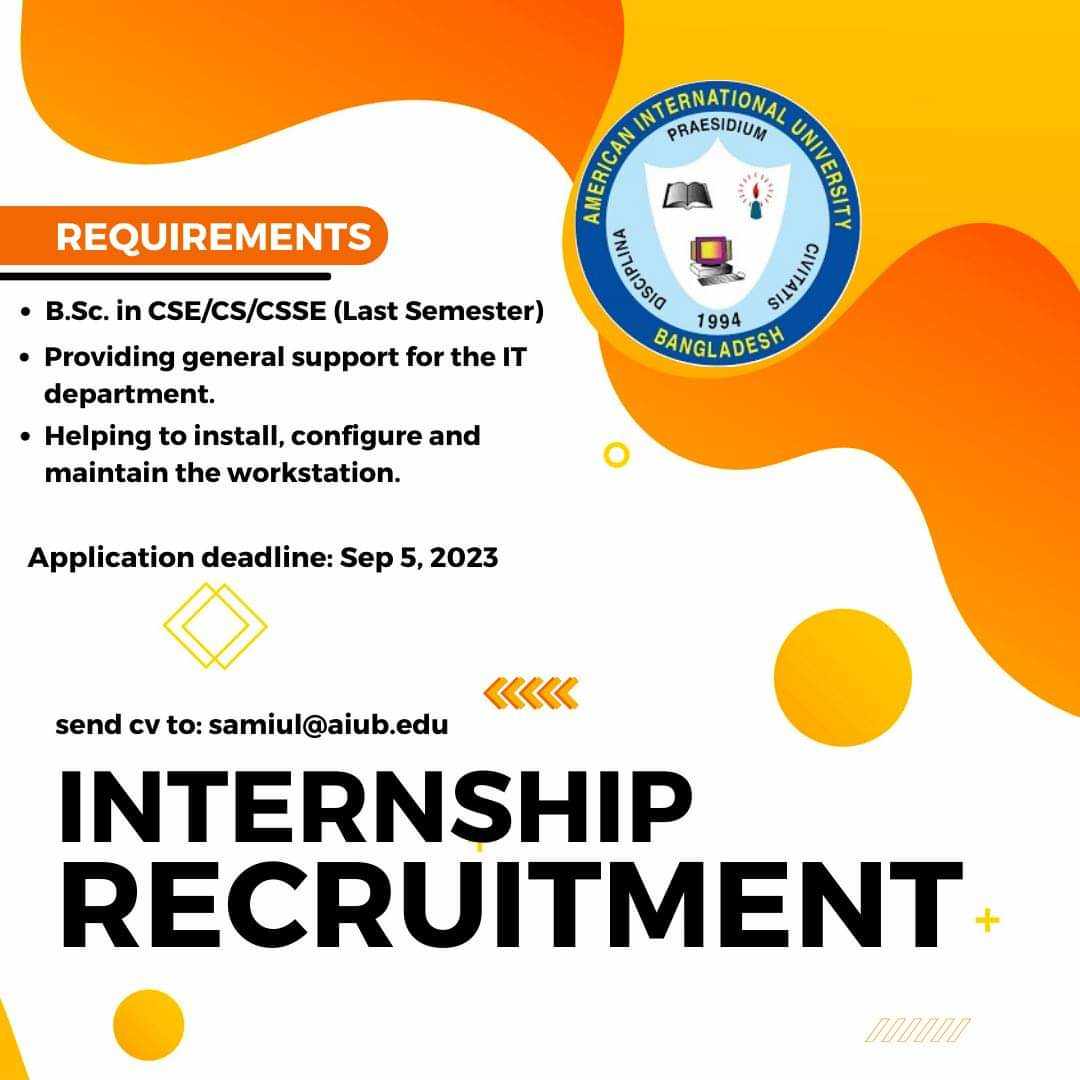 AMERICAN INTERNATIONAL UNIVERSITY
BANGLADESH
PRAESIDIUM
DISCIPLINA
CIVITATIS
1994
REQUIREMENTS
• B.Sc. in CSE/CS/CSSE (Last Semester)
• Providing general support for the IT
department.
• Helping to install, configure and
maintain the workstation.
Application deadline: Sep 5, 2023
send cv to: samiul@aiub.edu
INTERNSHIP
RECRUITMENT